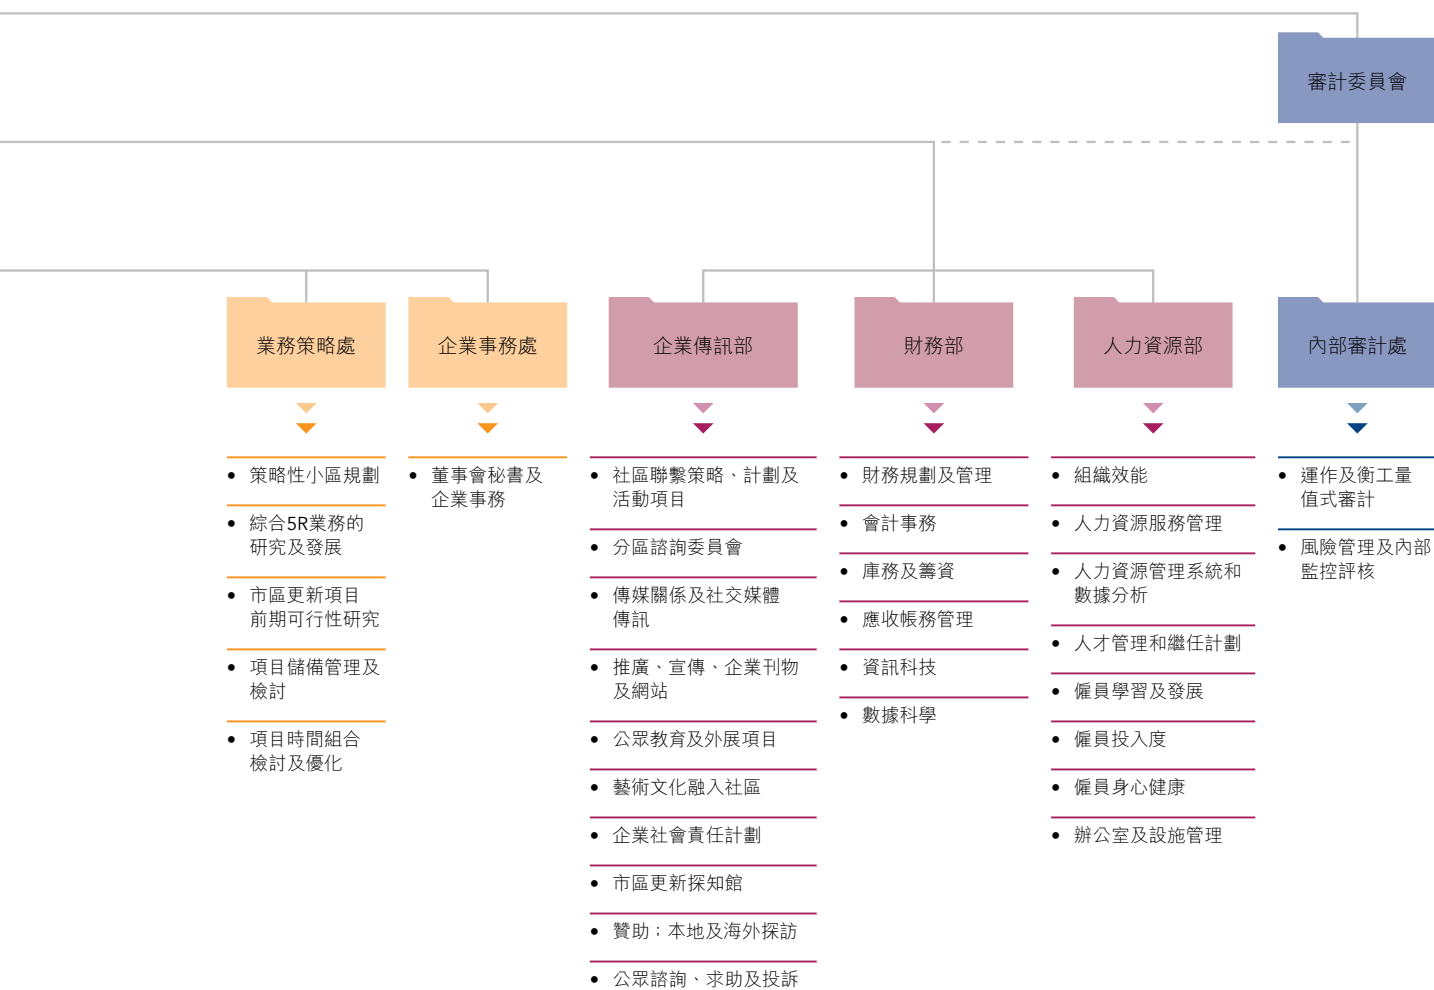 審計委員會
業務策略處
• 策略性小區規劃
• 綜合5R業務的
研究及發展
• 市區更新項目
前期可行性研究
• 項目儲備管理及
檢討
• 項目時間組合
檢討及優化
企業事務處
• 董事會秘書及
企業事務
企業傳訊部
• 社區聯繫策略、計劃及
活動項目
• 分區諮詢委員會
• 傳媒關係及社交媒體
傳訊
• 推廣、宣傳、企業刊物
及網站
• 公眾教育及外展項目
• 藝術文化融入社區
• 企業社會責任計劃
• 市區更新探知館
• 贊助；本地及海外探訪
• 公眾諮詢、求助及投訴
財務部
• 財務規劃及管理
• 會計事務
• 庫務及籌資
• 應收帳務管理
• 資訊科技
• 數據科學
人力資源部
• 組織效能
• 人力資源服務管理
• 人力資源管理系統和
數據分析
• 人才管理和繼任計劃
• 僱員學習及發展
• 僱員投入度
• 僱員身心健康
• 辦公室及設施管理
內部審計處
• 運作及衡工量
值式審計
• 風險管理及內部
監控評核